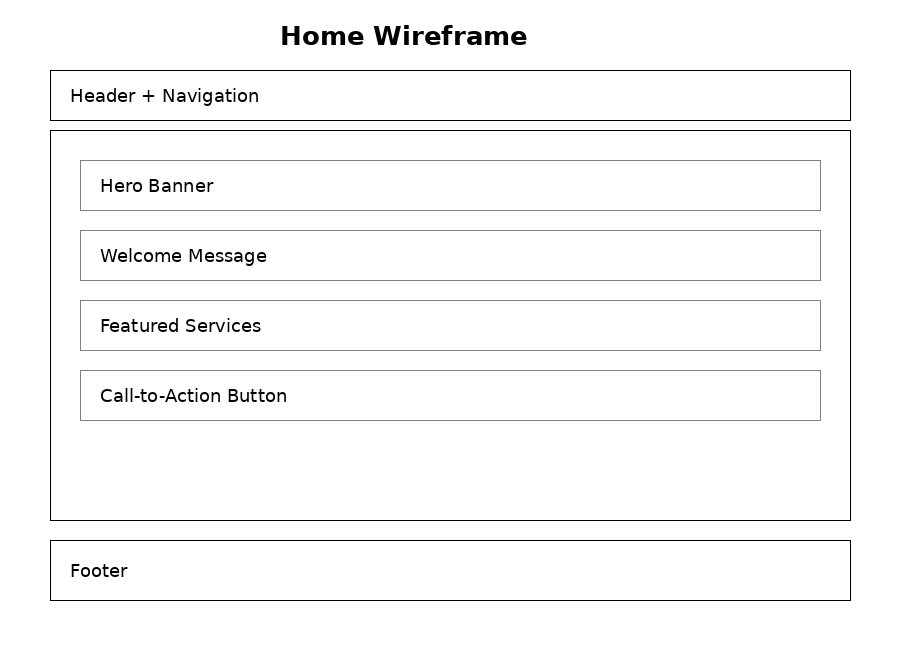 Home Wireframe
Header + Navigation
Hero Banner
Welcome Message
Featured Services
Call-to-Action Button
Footer